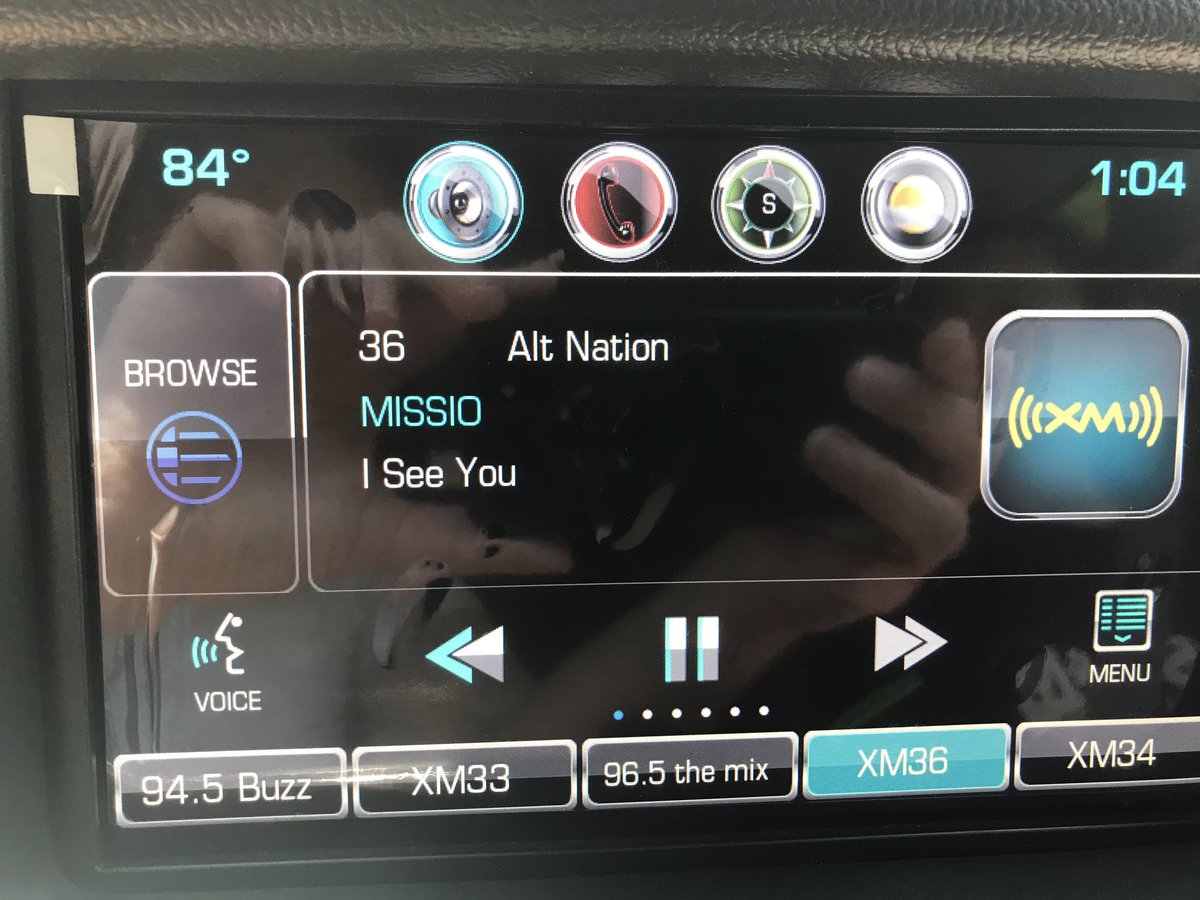 84°
S
1:04
BROWSE
36 Alt Nation
MISSIO
I See You
((( XM )))
VOICE
MENU
94.5 Buzz
XM33
96.5 the mix
XM36
XM34